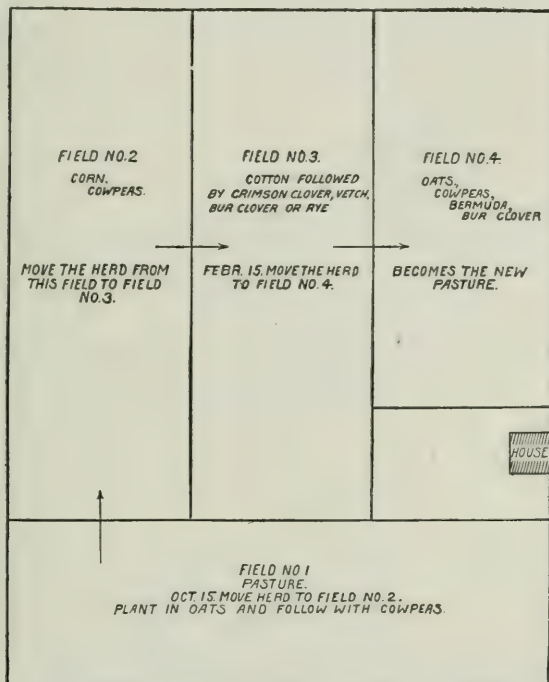 FIELD NO.2
CORN.
COWPEAS.
MOVE THE HERD FROM
THIS FIELD TO FIELD
NO.3.
FIELD NO.3.
COTTON FOLLOWED
BY CRIMSON CLOVER, VETCH,
BUR CLOVER OR RYE
FEBR. 15. MOVE THE HERD
TO FIELD NO.4.
FIELD NO.4.
OATS,
COWPEAS,
BERMUDA,
BUR CLOVER
BECOMES THE NEW
PASTURE.
HOUSE
FIELD NO 1
PASTURE.
OCT. 15. MOVE HERD TO FIELD NO.2.
PLANT IN OATS AND FOLLOW WITH COWPEAS.